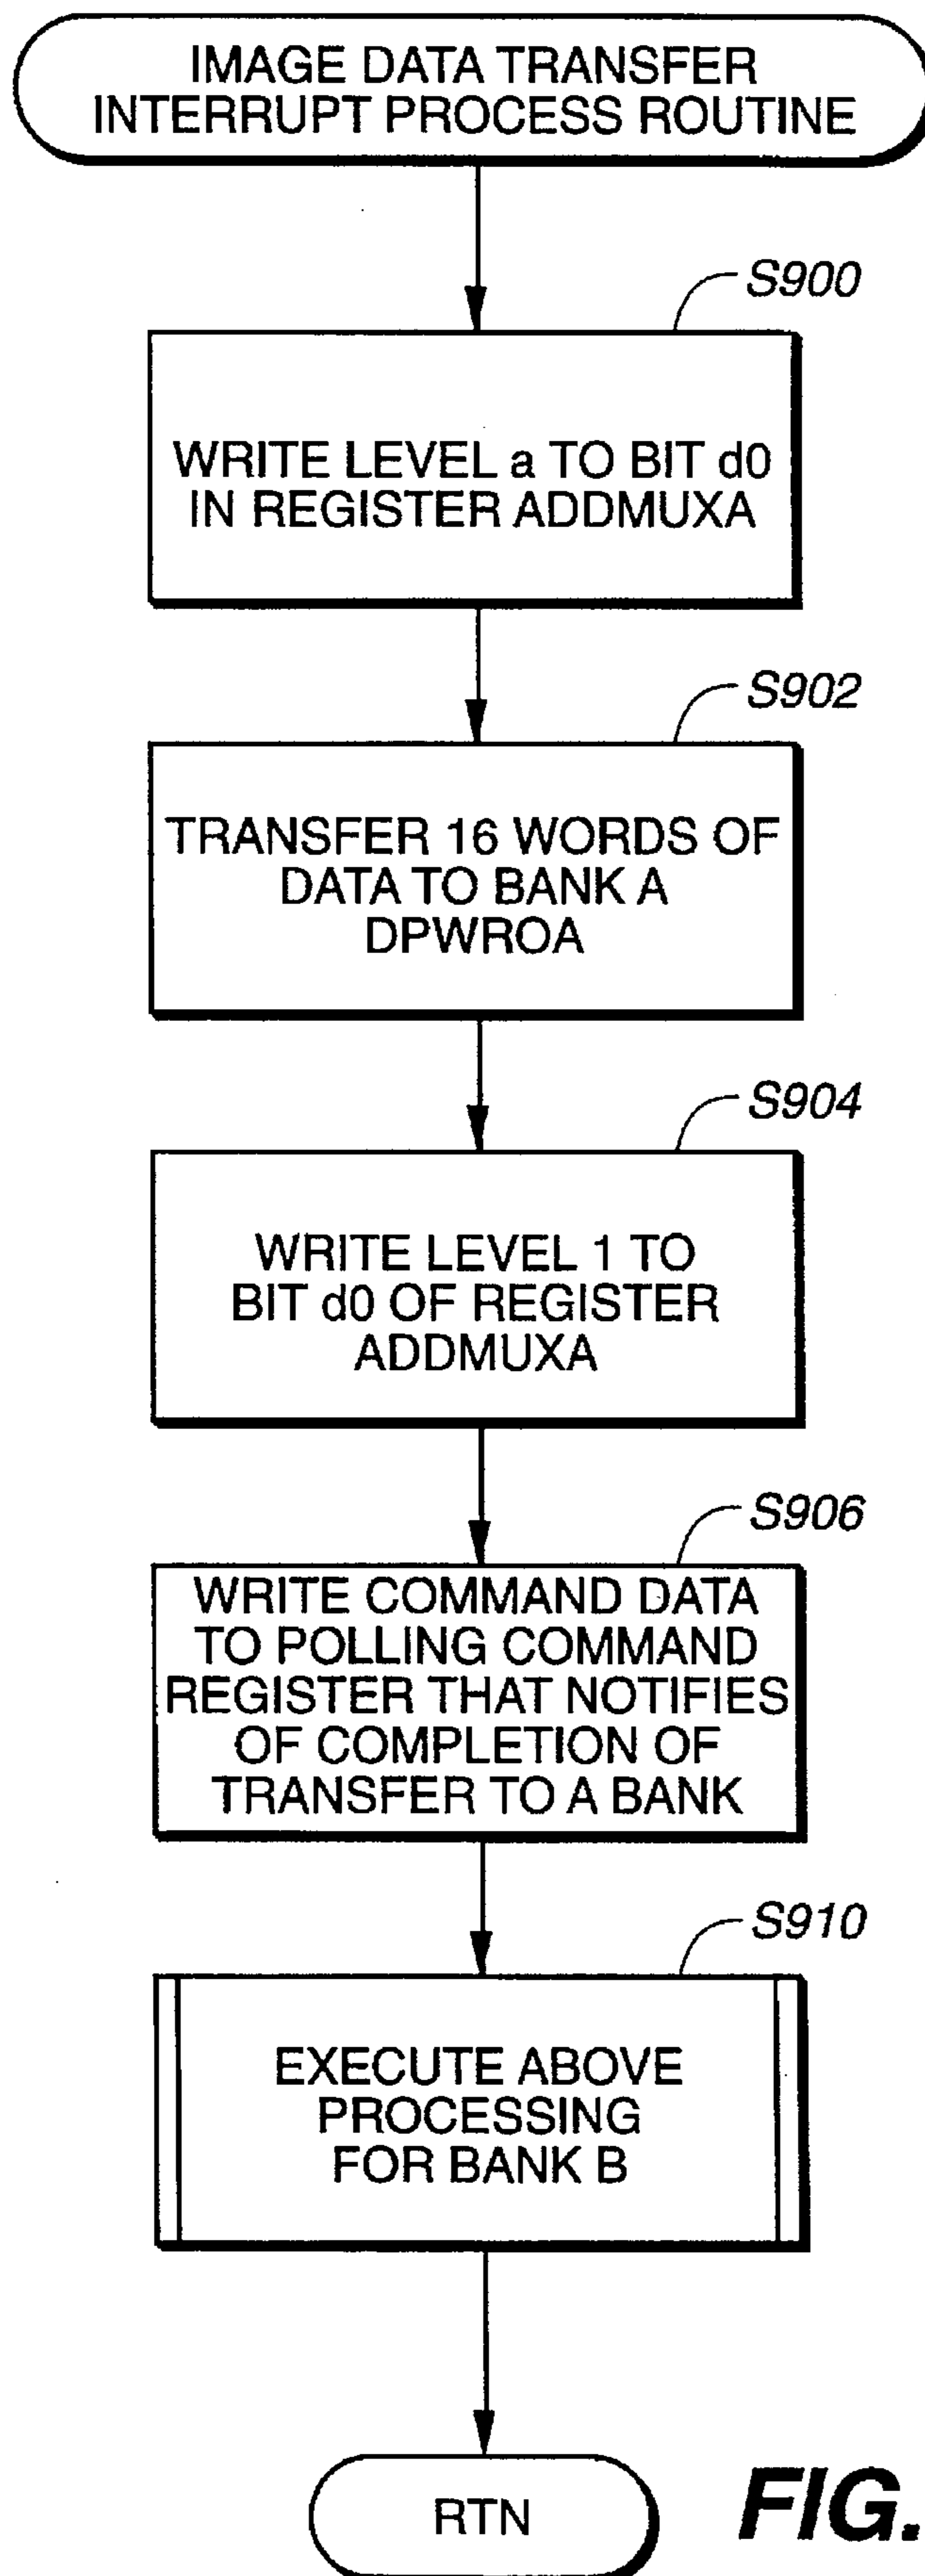 IMAGE DATA TRANSFER
INTERRUPT PROCESS ROUTINE
S900
WRITE LEVEL a TO BIT d0
IN REGISTER ADDMUXA
S902
TRANSFER 16 WORDS OF
DATA TO BANK A
DPWROA
S904
WRITE LEVEL 1 TO
BIT d0 OF REGISTER
ADDMUXA
S906
WRITE COMMAND DATA
TO POLLING COMMAND
REGISTER THAT NOTIFIES
OF COMPLETION OF
TRANSFER TO A BANK
S910
EXECUTE ABOVE
PROCESSING
FOR BANK B
RTN
FIG.